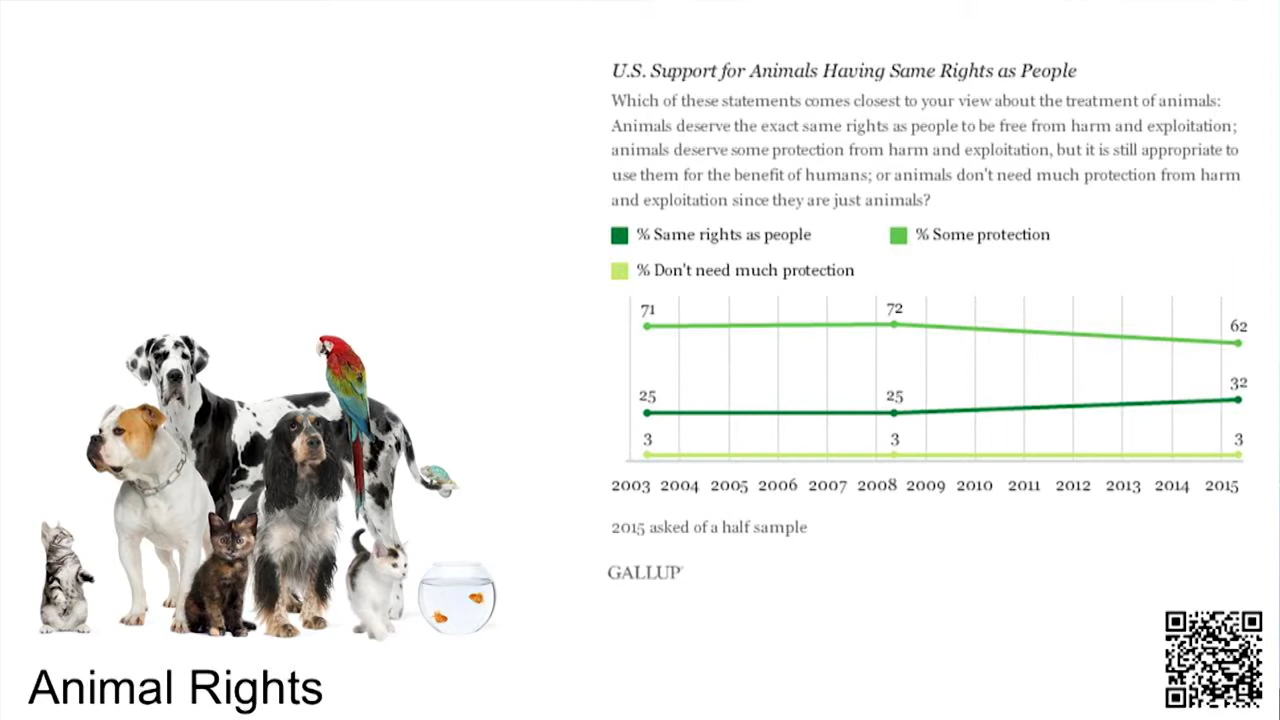 U.S. Support for Animals Having Same Rights as People
Which of these statements comes closest to your view about the treatment of animals:
Animals deserve the exact same rights as people to be free from harm and exploitation;
animals deserve some protection from harm and exploitation, but it is still appropriate to
use them for the benefit of humans; or animals don't need much protection from harm
and exploitation since they are just animals?
% Same rights as people % Some protection
% Don't need much protection
71 72 62
25 25 32
3 3 3
2003 2004 2005 2006 2007 2008 2009 2010 2011 2012 2013 2014 2015
2015 asked of a half sample
GALLUP
Animal Rights